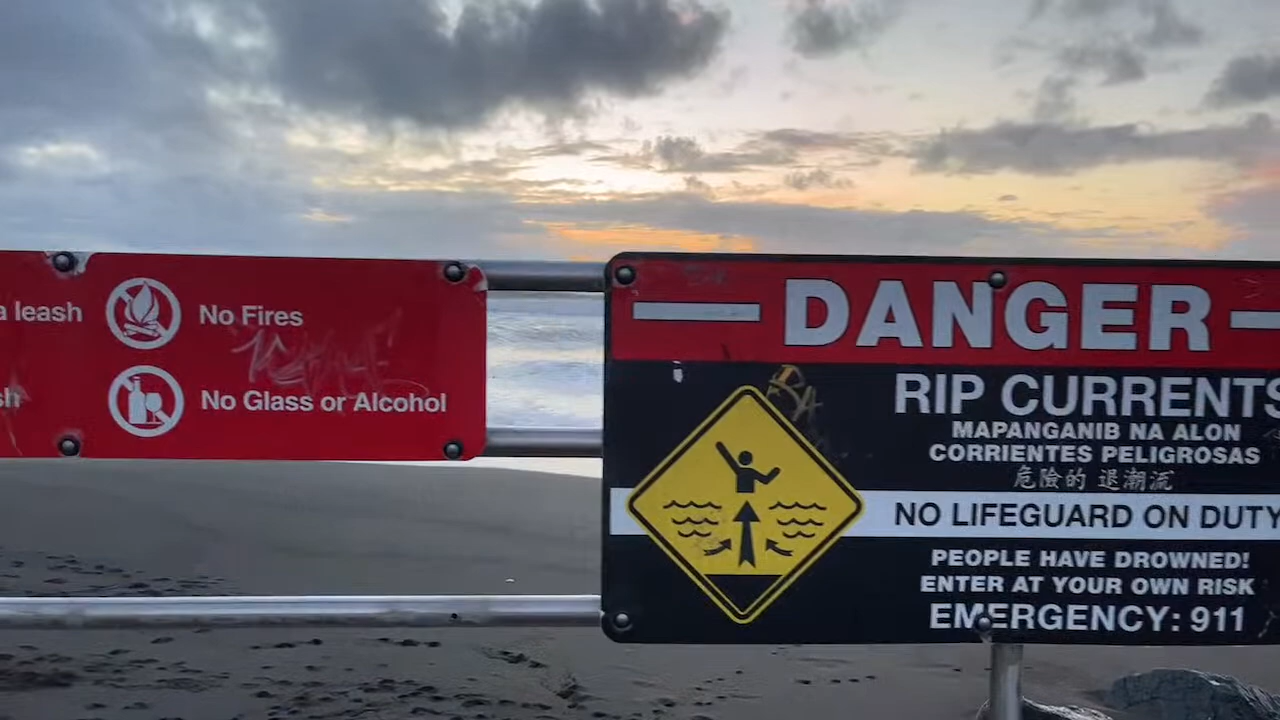 a leash
No Fires
sh
No Glass or Alcohol
DANGER
RIP CURRENTS
MAPANGANIB NA ALON
CORRIENTES PELIGROSAS
危險的 退潮流
NO LIFEGUARD ON DUTY
PEOPLE HAVE DROWNED!
ENTER AT YOUR OWN RISK
EMERGENCY: 911